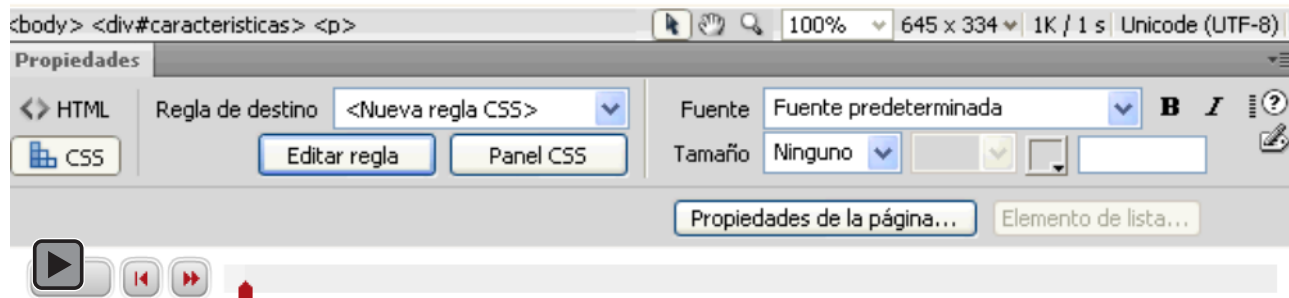 <body> <div#caracteristicas> <p> 100% 645 x 334 1K / 1 s Unicode (UTF-8)
Propiedades
<> HTML Regla de destino <Nueva regla CSS> Fuente Fuente predeterminada B I ?
CSS Editar regla Panel CSS Tamaño Ninguno
Propiedades de la página... Elemento de lista...